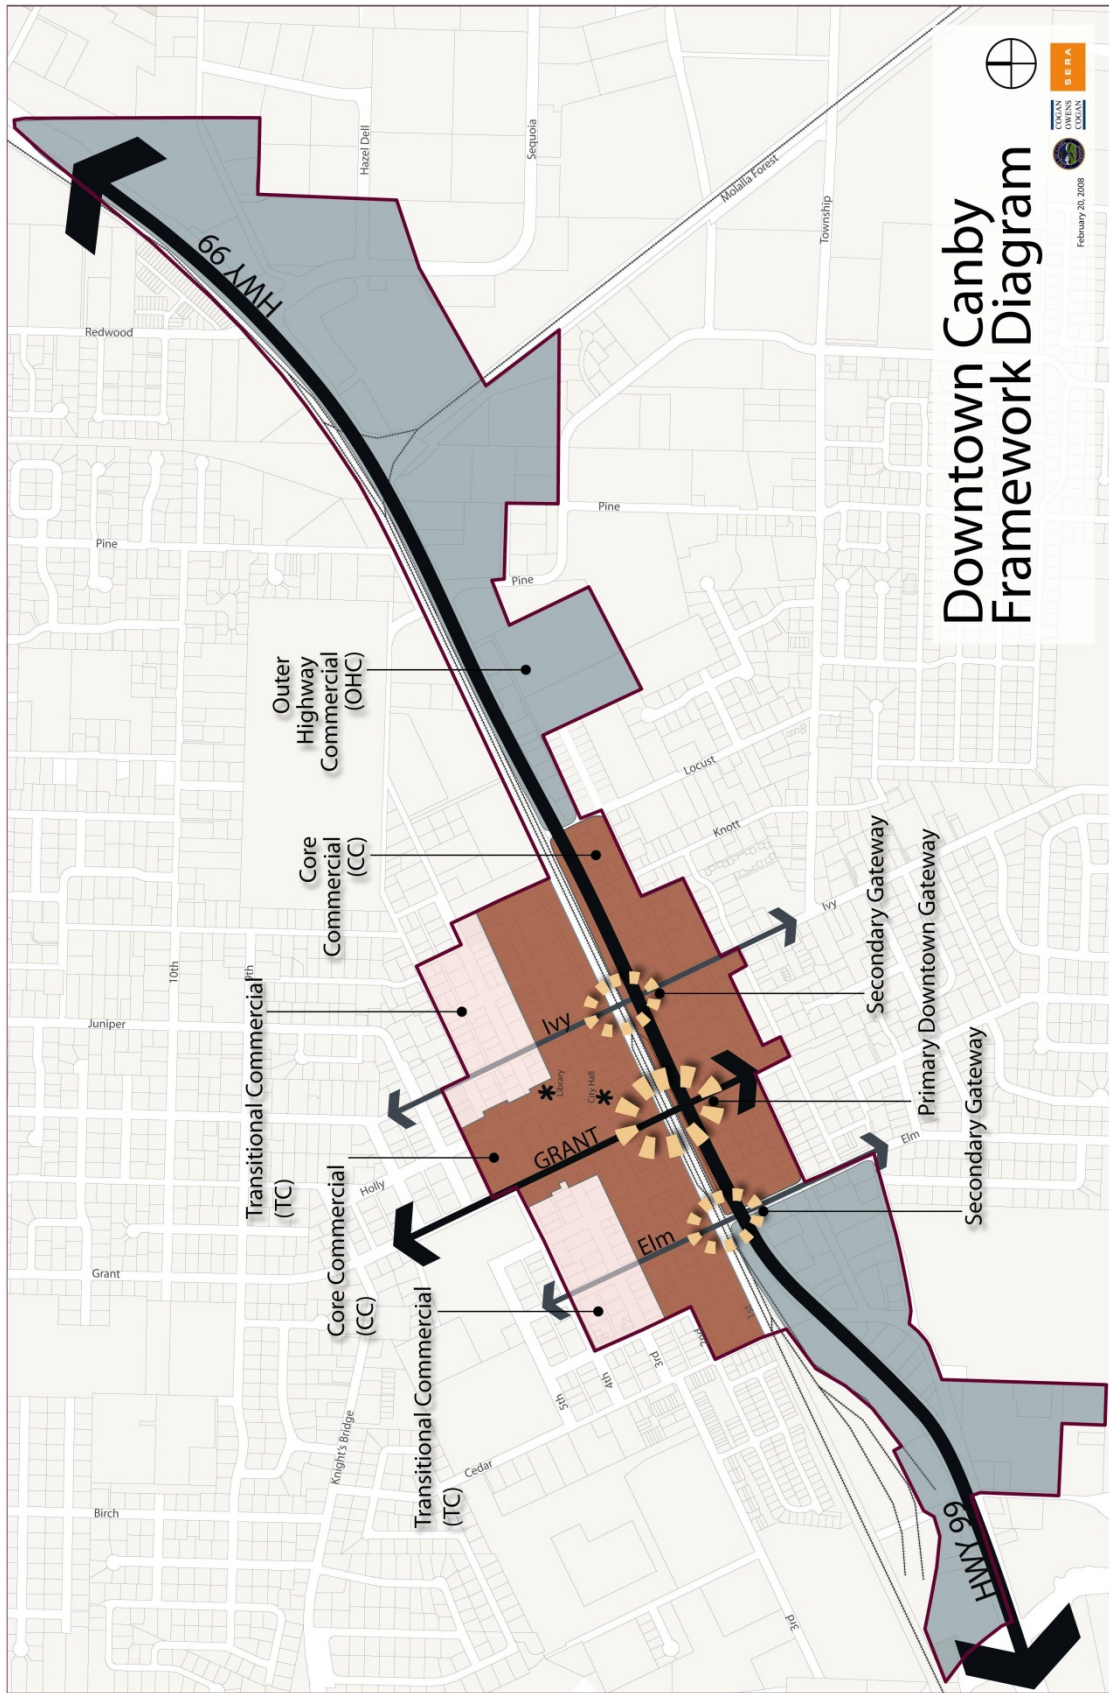 Downtown Canby
Framework Diagram
February 20, 2008
COGAN
OWENS
COGAN
SERA
HWY 99
Redwood
Hazel Dell
Sequoia
Molalla Forest
Township
Pine
Pine
Pine
Outer
Highway
Commercial
(OHC)
Core
Commercial
(CC)
Locust
Knott
Ivy
Transitional Commercial
(TC)
10th
9th
Juniper
Ivy
Library
City Hall
GRANT
Holly
Grant
Core Commercial
(CC)
Transitional Commercial
(TC)
Elm
Elm
Secondary Gateway
Primary Downtown Gateway
Secondary Gateway
1st
2nd
3rd
4th
5th
Cedar
Knight's Bridge
Birch
3rd
HWY 99